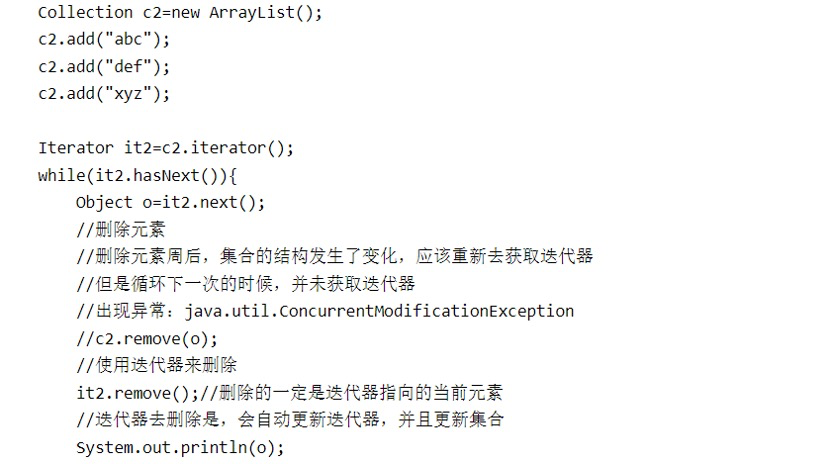 Collection c2=new ArrayList();
c2.add("abc");
c2.add("def");
c2.add("xyz");
Iterator it2=c2.iterator();
while(it2.hasNext()){
Object o=it2.next();
//删除元素
//删除元素周后，集合的结构发生了变化，应该重新去获取迭代器
//但是循环下一次的时候，并未获取迭代器
//出现异常：java.util.ConcurrentModificationException
//c2.remove(o);
//使用迭代器来删除
it2.remove();//删除的一定是迭代器指向的当前元素
//迭代器去删除是，会自动更新迭代器，并且更新集合
System.out.println(o);